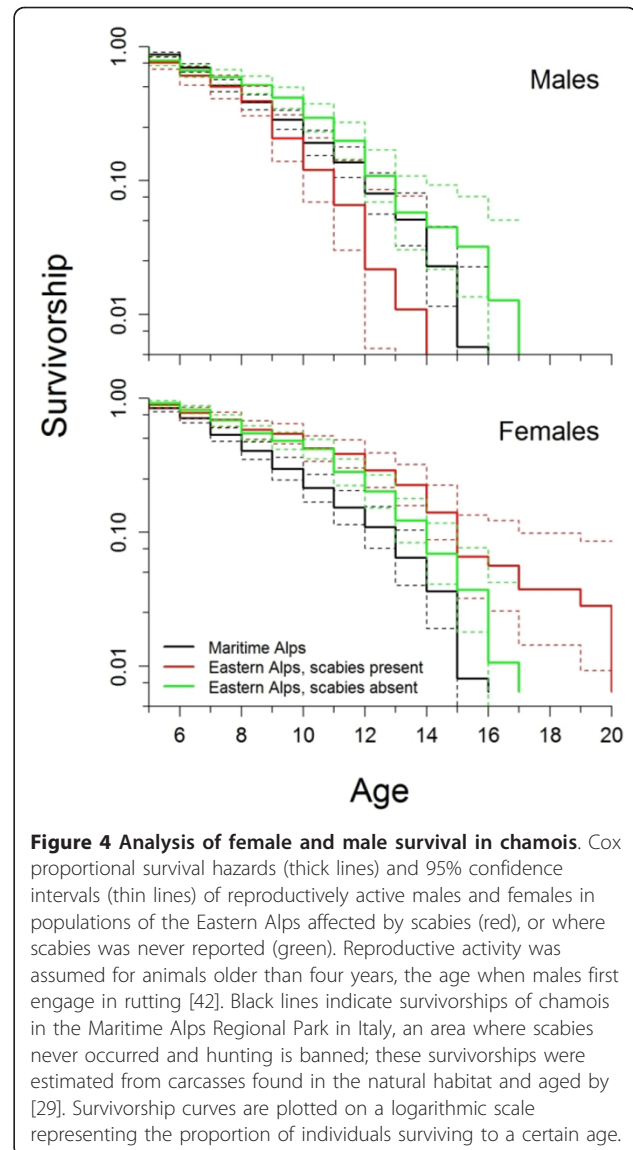 1.00
0.10
0.01
Males
Survivorship
1.00
0.10
0.01
Females
Maritime Alps
Eastern Alps, scabies present
Eastern Alps, scabies absent
6 8 10 12 14 16 18 20
Age
Figure 4 Analysis of female and male survival in chamois. Cox
proportional survival hazards (thick lines) and 95% confidence
intervals (thin lines) of reproductively active males and females in
populations of the Eastern Alps affected by scabies (red), or where
scabies was never reported (green). Reproductive activity was
assumed for animals older than four years, the age when males first
engage in rutting [42]. Black lines indicate survivorships of chamois
in the Maritime Alps Regional Park in Italy, an area where scabies
never occurred and hunting is banned; these survivorships were
estimated from carcasses found in the natural habitat and aged by
[29]. Survivorship curves are plotted on a logarithmic scale
representing the proportion of individuals surviving to a certain age.